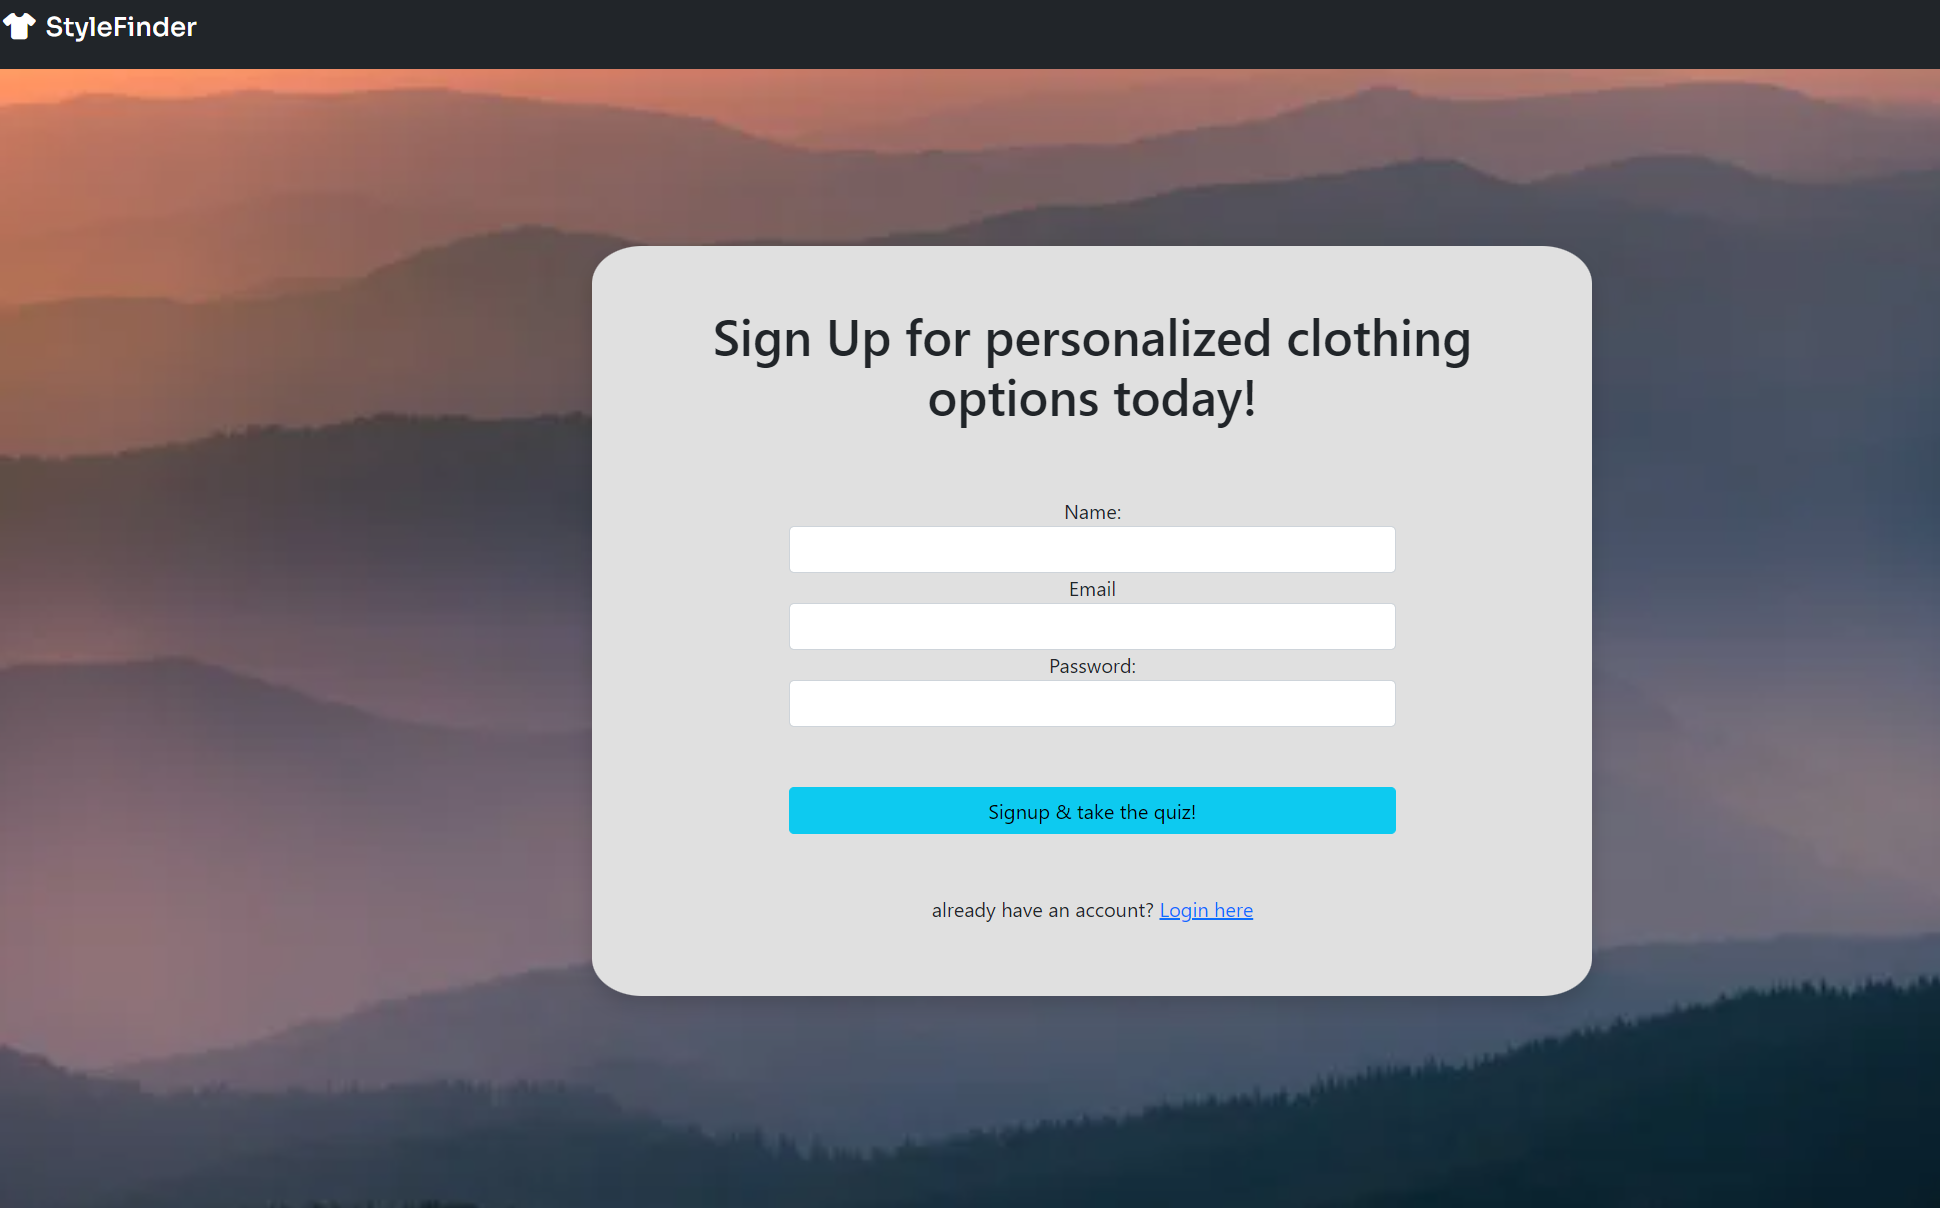 StyleFinder
Sign Up for personalized clothing
options today!
Name:
Email
Password:
Signup & take the quiz!
already have an account? Login here